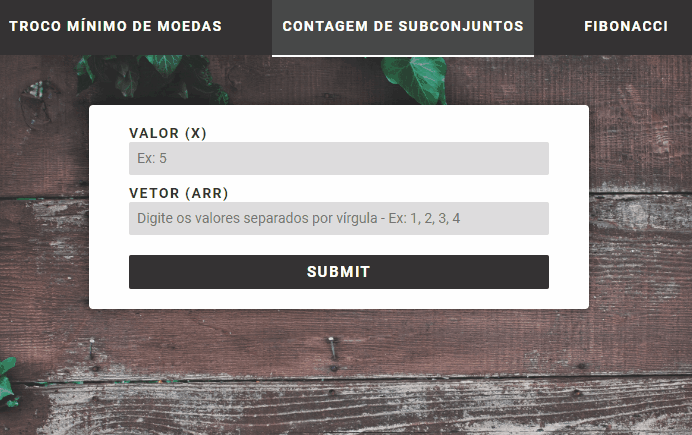 TROCO MÍNIMO DE MOEDAS CONTAGEM DE SUBCONJUNTOS FIBONACCI
VALOR (X)
Ex: 5
VETOR (ARR)
Digite os valores separados por vírgula - Ex: 1, 2, 3, 4
SUBMIT